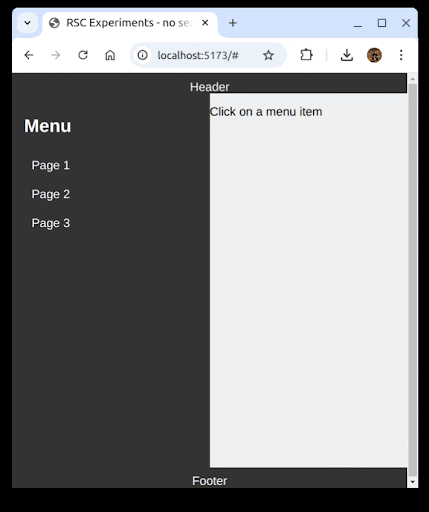 RSC Experiments - no se
localhost:5173/#
Header
Menu
Click on a menu item
Page 1
Page 2
Page 3
Footer